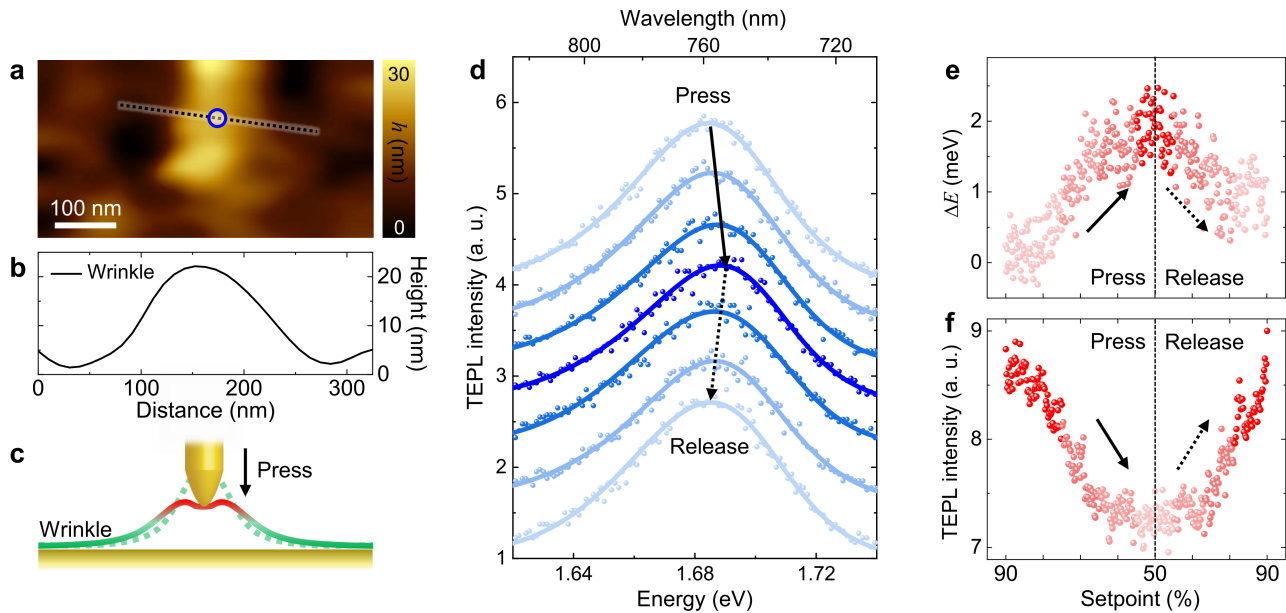 a
30
h (nm)
0
100 nm
b
Wrinkle
20
10
0
Height (nm)
0 100 200 300
Distance (nm)
c
Press
Wrinkle
d
Wavelength (nm)
800 760 720
Press
Release
6
5
4
3
2
1
TEPL intensity (a. u.)
1.64 1.68 1.72
Energy (eV)
e
2
1
0
ΔE (meV)
Press Release
f
Press Release
9
8
7
TEPL intensity (a. u.)
90 50 90
Setpoint (%)